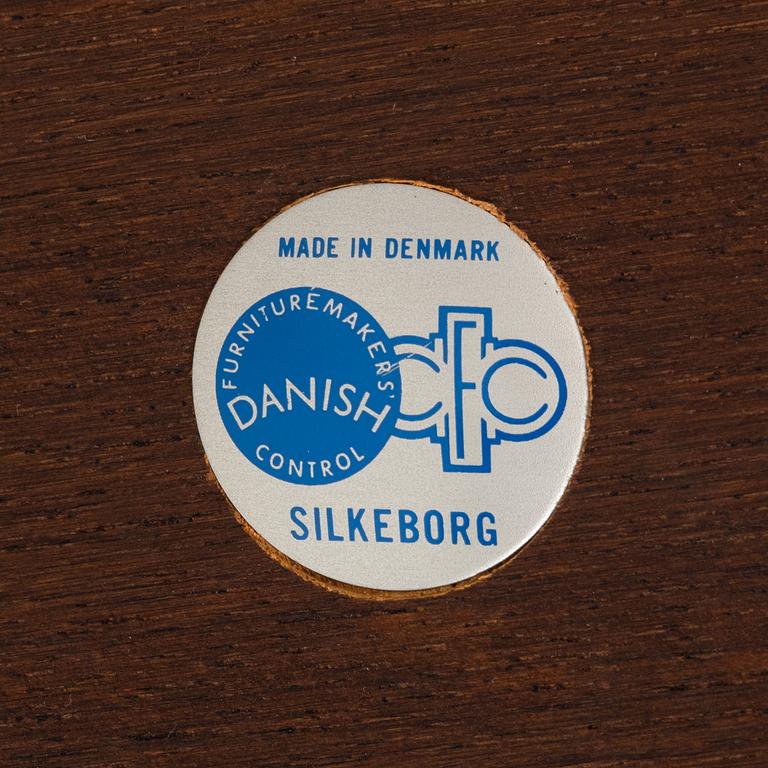 MADE IN DENMARK
FURNITUREMAKERS'
DANISH
CONTROL
CFC
SILKEBORG